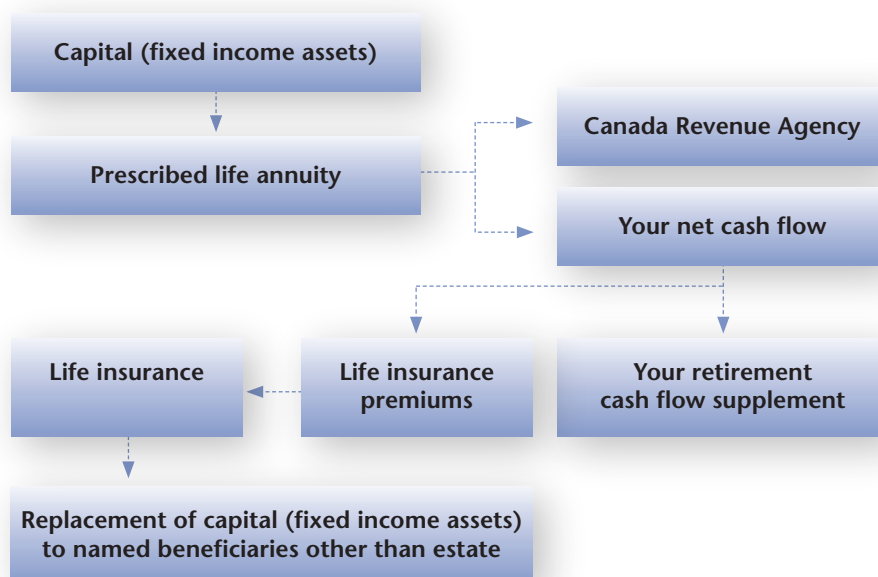 Capital (fixed income assets)
Prescribed life annuity
Canada Revenue Agency
Your net cash flow
Life insurance
Life insurance
premiums
Your retirement
cash flow supplement
Replacement of capital (fixed income assets)
to named beneficiaries other than estate